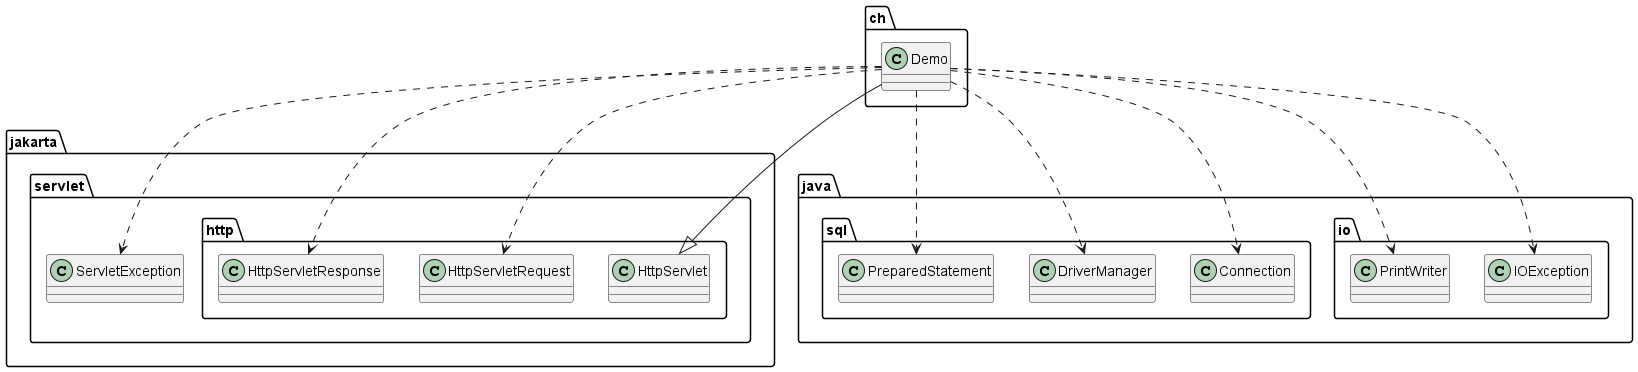 ch
C Demo
jakarta
java
servlet
http
sql
io
C ServletException
C HttpServletResponse
C HttpServletRequest
C HttpServlet
C PreparedStatement
C DriverManager
C Connection
C PrintWriter
C IOException